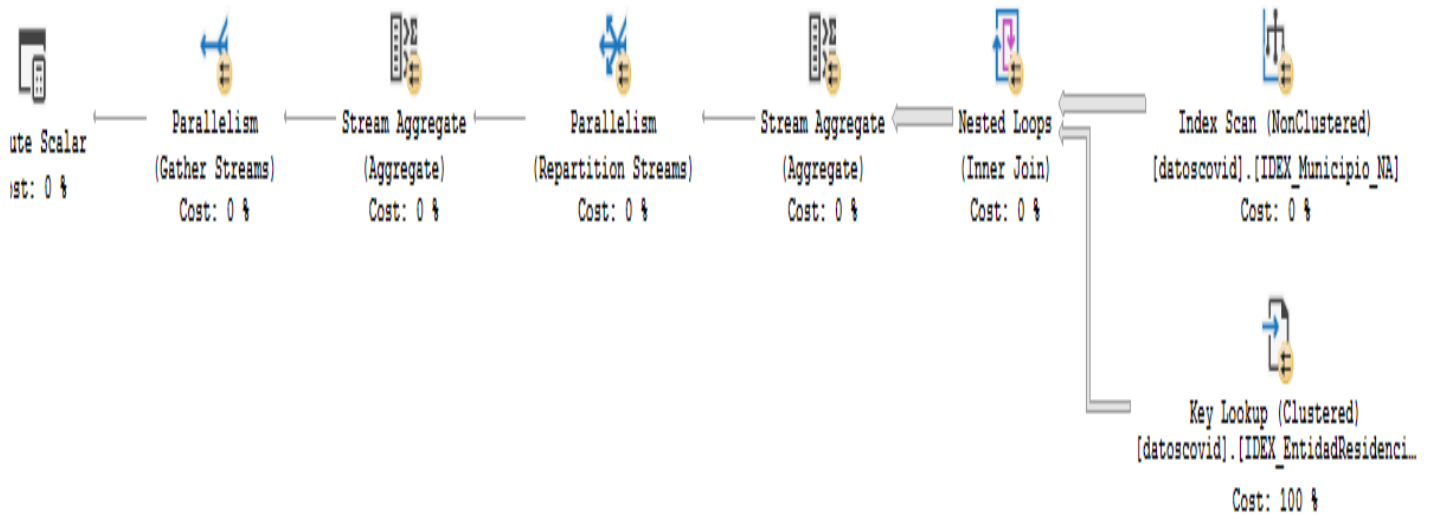 ute Scalar
st: 0 %
Parallelism
(Gather Streams)
Cost: 0 %
Stream Aggregate
(Aggregate)
Cost: 0 %
Parallelism
(Repartition Streams)
Cost: 0 %
Stream Aggregate
(Aggregate)
Cost: 0 %
Nested Loops
(Inner Join)
Cost: 0 %
Index Scan (NonClustered)
[datoscovid].[IDEX_Municipio_NA]
Cost: 0 %
Key Lookup (Clustered)
[datoscovid].[IDEX_EntidadResidenci…
Cost: 100 %